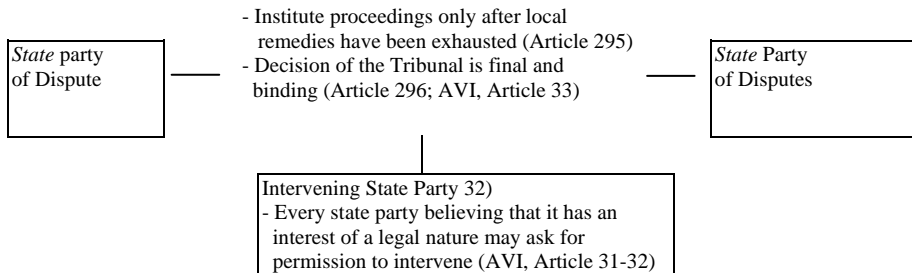 - Institute proceedings only after local
remedies have been exhausted (Article 295)
- Decision of the Tribunal is final and
binding (Article 296; AVI, Article 33)
State party
of Dispute
State Party
of Disputes
Intervening State Party 32)
- Every state party believing that it has an
interest of a legal nature may ask for
permission to intervene (AVI, Article 31-32)